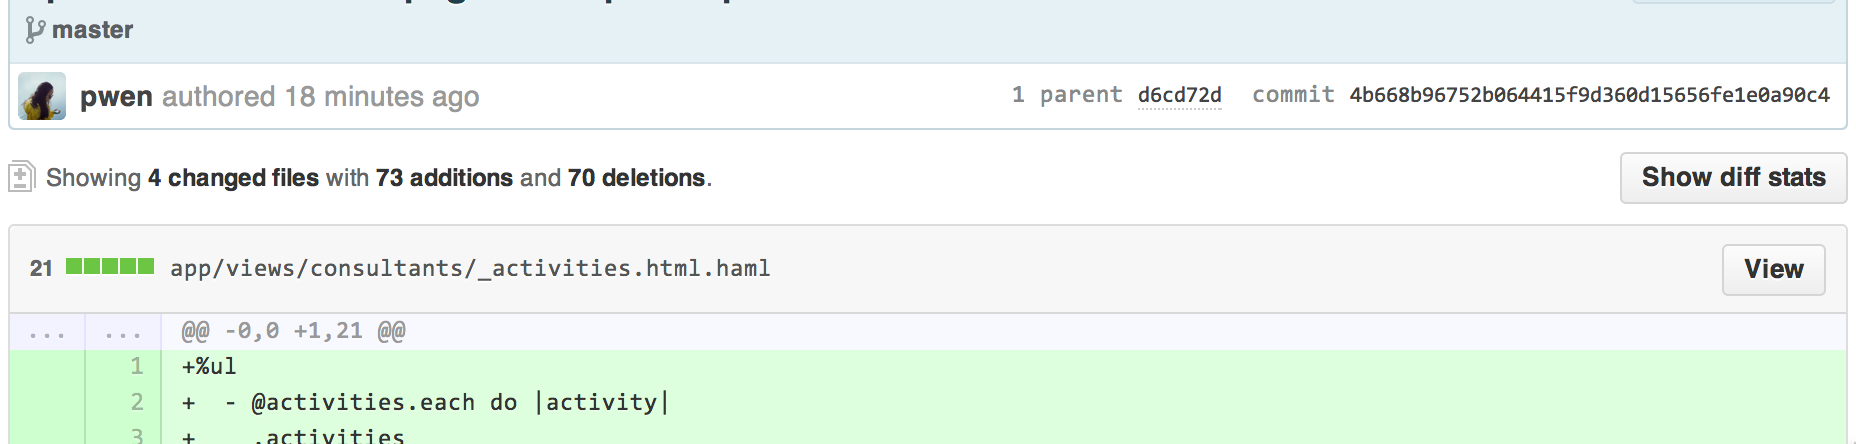 master
pwen authored 18 minutes ago 1 parent d6cd72d commit 4b668b96752b064415f9d360d15656fe1e0a90c4
Showing 4 changed files with 73 additions and 70 deletions. Show diff stats
21 app/views/consultants/_activities.html.haml View
... ... @@ -0,0 +1,21 @@
1 +%ul
2 + - @activities.each do |activity|
3 + .activities